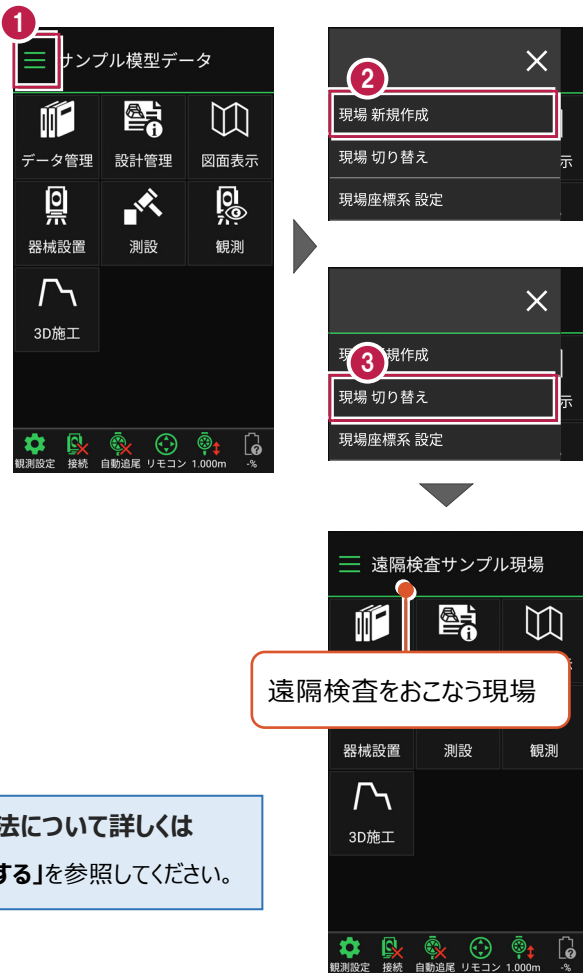 1
サンプル模型データ
データ管理
設計管理
図面表示
器械設置
測設
観測
3D施工
観測設定
接続
自動追尾
リモコン
1.000m
-%
2
現場 新規作成
現場 切り替え
示
現場座標系 設定
3
現 規作成
現場 切り替え
示
現場座標系 設定
遠隔検査サンプル現場
遠隔検査をおこなう現場
器械設置
測設
観測
3D施工
観測設定
接続
自動追尾
リモコン
1.000m
-%
法について詳しくは
する」を参照してください。